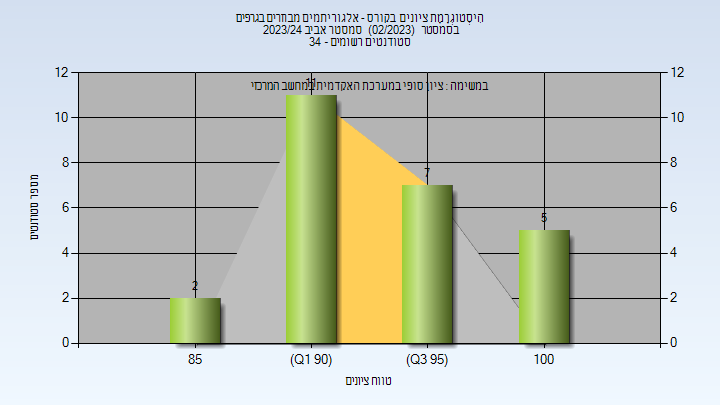 היסטוגרמת ציונים בקורס - אלגוריתמים מבוזרים בגרפים
בסמסטר (02/2023) סמסטר אביב 2023/24
סטודנטים רשומים - 34
במשימה : ציון סופי במערכת האקדמית במחשב המרכזי
12
10
8
6
4
2
0
12
10
8
6
4
2
0
מספר סטודנטים
2
11
7
5
85
(Q1 90)
(Q3 95)
100
טווח ציונים